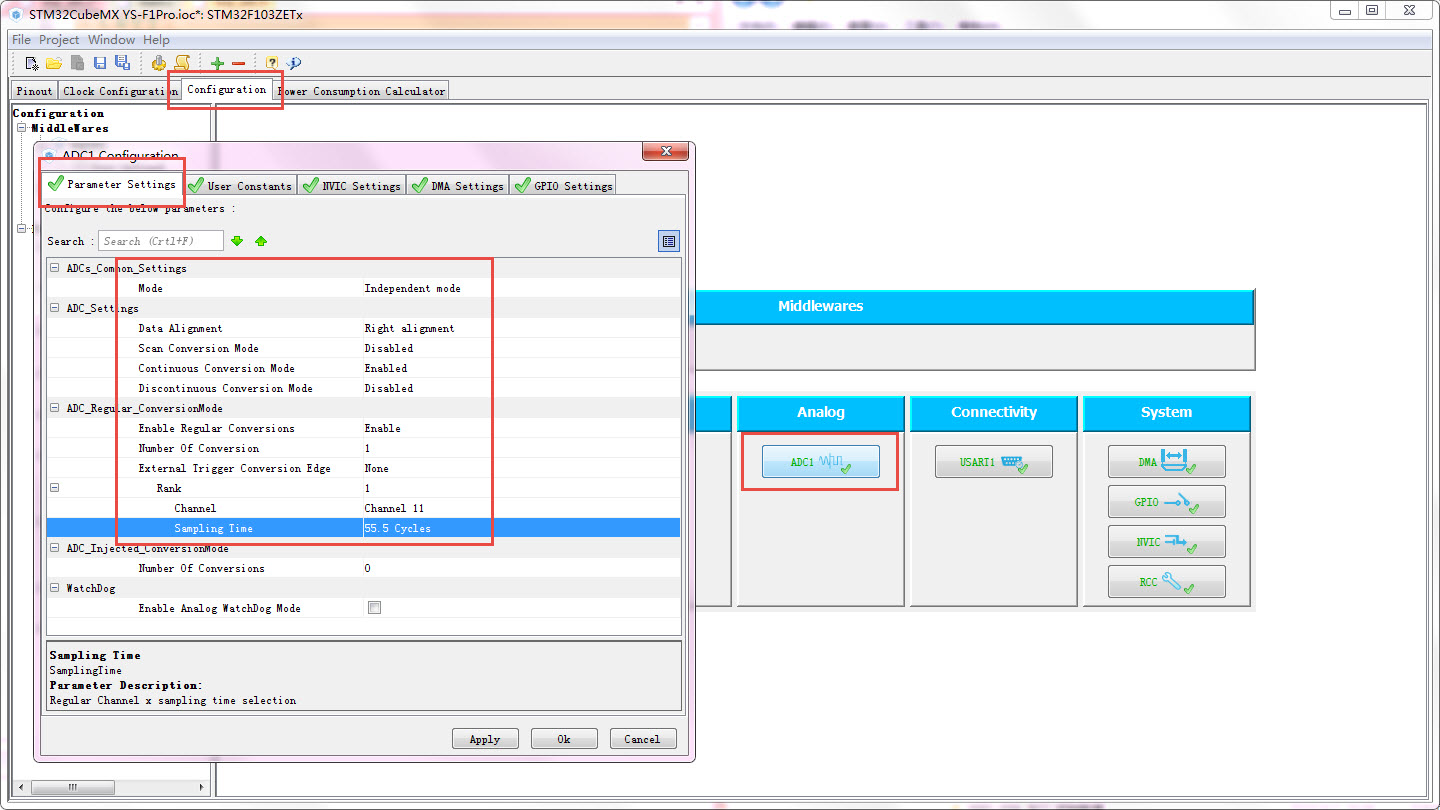 STM32CubeMX YS-F1Pro.ioc*: STM32F103ZETx
File Project Window Help
Pinout Clock Configuration Configuration Power Consumption Calculator
Configuration
MiddleWares
ADC1 Configuration
Parameter Settings User Constants NVIC Settings DMA Settings GPIO Settings
Configure the below parameters :
Search : Search (Crtl+F)
ADCs_Common_Settings
Mode Independent mode
ADC_Settings
Data Alignment Right alignment
Scan Conversion Mode Disabled
Continuous Conversion Mode Enabled
Discontinuous Conversion Mode Disabled
ADC_Regular_ConversionMode
Enable Regular Conversions Enable
Number Of Conversion 1
External Trigger Conversion Edge None
Rank 1
Channel Channel 11
Sampling Time 55.5 Cycles
ADC_Injected_ConversionMode
Number Of Conversions 0
WatchDog
Enable Analog WatchDog Mode
Sampling Time
SamplingTime
Parameter Description:
Regular Channel x sampling time selection
Apply Ok Cancel
Middlewares
Analog Connectivity System
ADC1 USART1 DMA
GPIO
NVIC
RCC